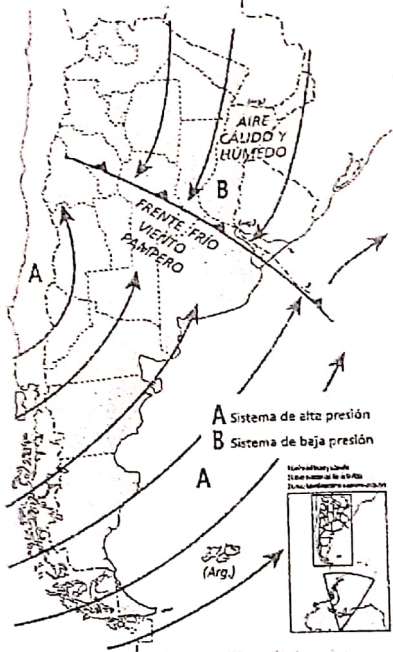 AIRE
CÁLIDO Y
HÚMEDO
B
FRENTE FRÍO
VIENTO
PAMPERO
A
A Sistema de alta presión
B Sistema de baja presión
A
(Arg.)